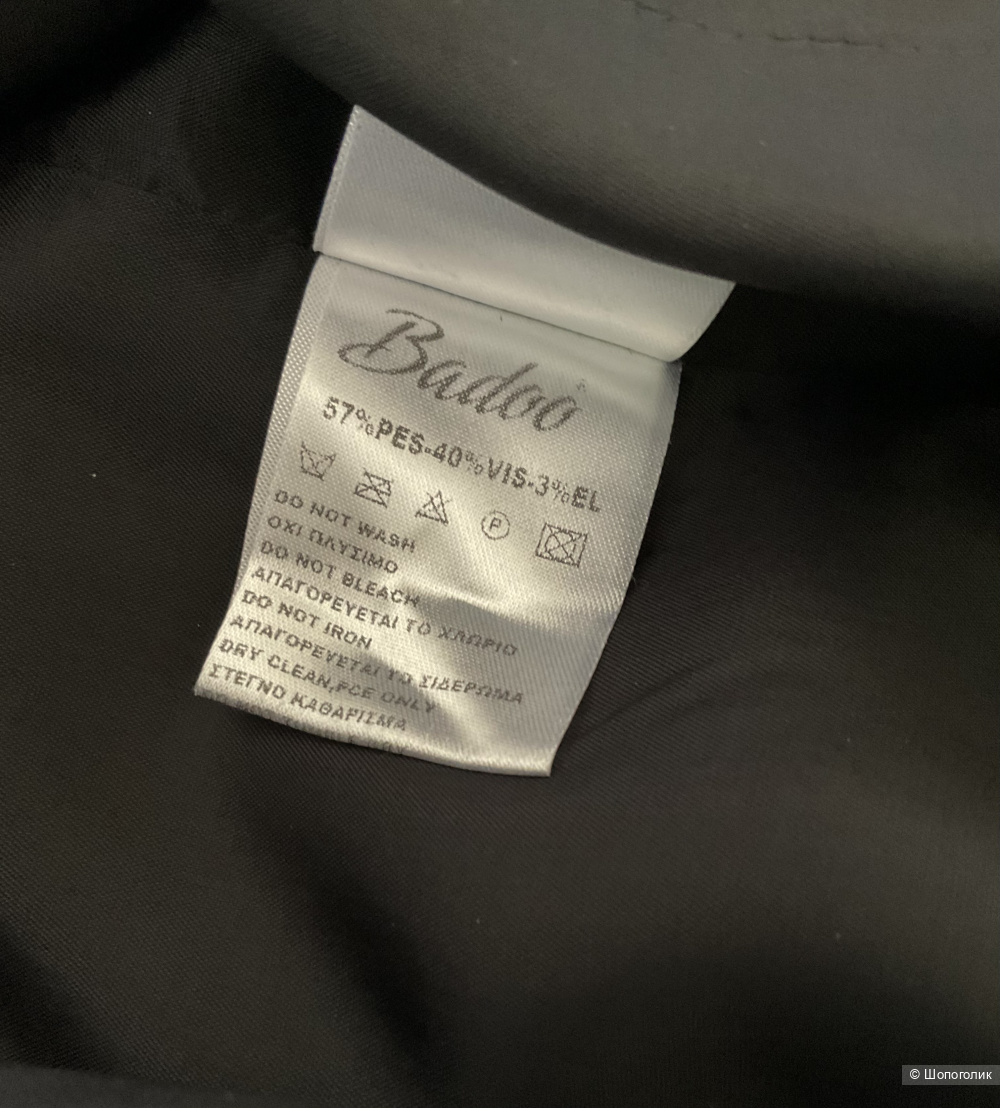 Badoo
57%PES-40%VIS-3%EL
P
DO NOT WASH
ΟΧΙ ΠΛΥΣΙΜΟ
DO NOT BLEACH
ΑΠΑΓΟΡΕΥΕΤΑΙ ΤΟ ΧΛΩΡΙΟ
DO NOT IRON
ΑΠΑΓΟΡΕΥΕΤΑΙ ΤΟ ΣΙΔΕΡΩΜΑ
DRY CLEAN,PCE ONLY
ΣΤΕΓΝΟ ΚΑΘΑΡΙΣΜΑ
© Шопоголик